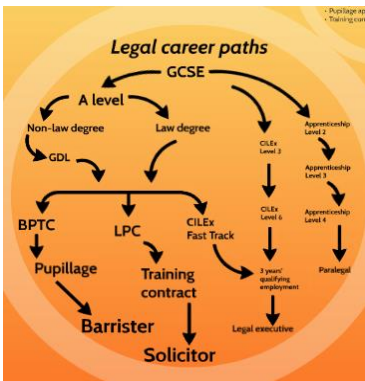 • Pupillage ap
• Training con
Legal career paths
GCSE
A level
Non-law degree
Law degree
GDL
CILEx
Level 3
Apprenticeship
Level 2
Apprenticeship
Level 3
CILEx
Level 6
Apprenticeship
Level 4
BPTC
LPC
CILEx
Fast Track
Pupillage
Training
contract
3 years'
qualifying
employment
Paralegal
Barrister
Solicitor
Legal executive